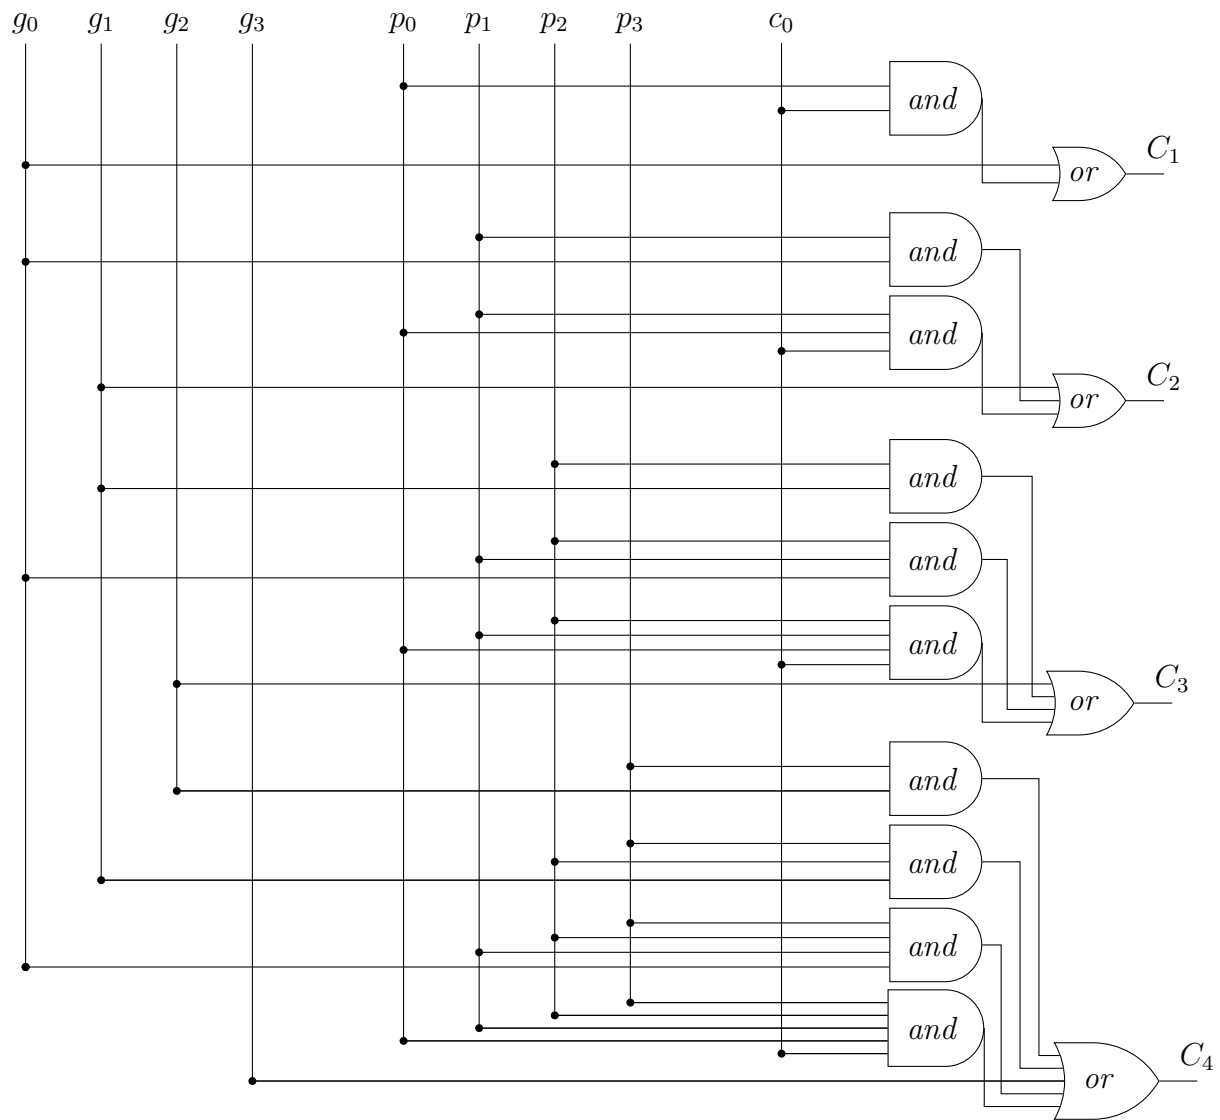 g₀ g₁ g₂ g₃ p₀ p₁ p₂ p₃ c₀
and
or C₁
and
and
or C₂
and
and
and
or C₃
and
and
and
and
or C₄